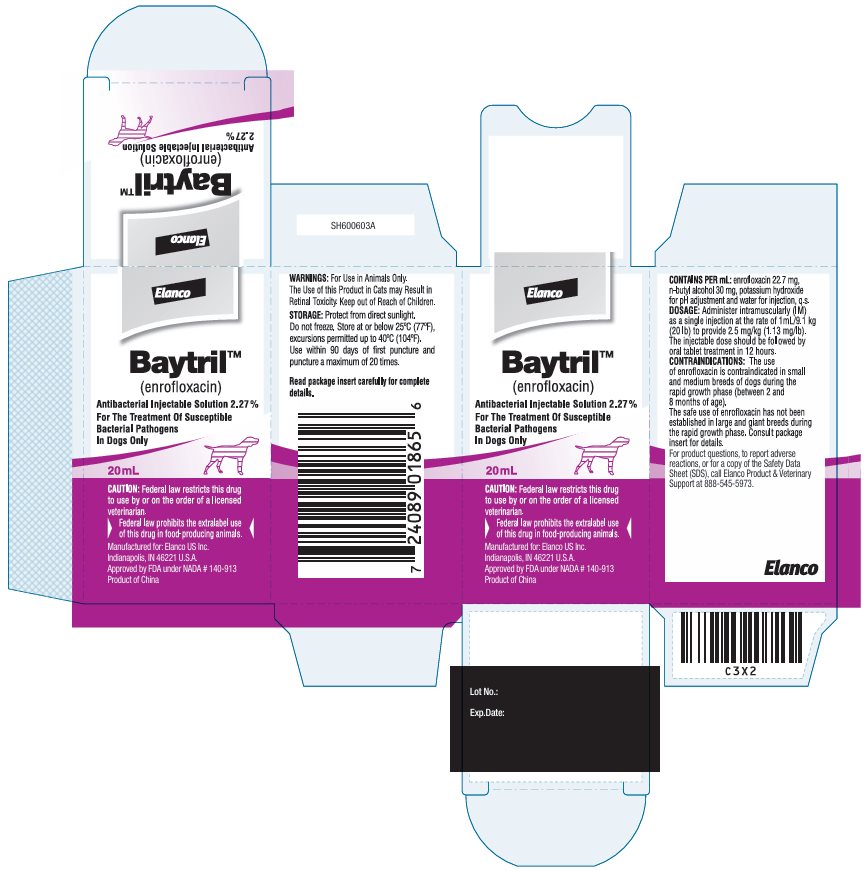 2.27%
Antibacterial Injectable Solution
(enrofloxacin)
Baytril™
Elanco
Elanco
Baytril™
(enrofloxacin)
Antibacterial Injectable Solution 2.27%
For The Treatment Of Susceptible
Bacterial Pathogens
In Dogs Only
20mL
CAUTION: Federal law restricts this drug
to use by or on the order of a licensed
veterinarian.
Federal law prohibits the extralabel use
of this drug in food-producing animals.
Manufactured for: Elanco US Inc.
Indianapolis, IN 46221 U.S.A.
Approved by FDA under NADA # 140-913
Product of China
SH600603A
WARNINGS: For Use in Animals Only.
The Use of this Product in Cats may Result in
Retinal Toxicity. Keep out of Reach of Children.
STORAGE: Protect from direct sunlight.
Do not freeze, Store at or below 25ºC (77ºF),
excursions permitted up to 40ºC (104ºF).
Use within 90 days of first puncture and
puncture a maximum of 20 times.
Read package insert carefully for complete
details.
7 24089 01865 6
Elanco
Baytril™
(enrofloxacin)
Antibacterial Injectable Solution 2.27%
For The Treatment Of Susceptible
Bacterial Pathogens
In Dogs Only
20mL
CAUTION: Federal law restricts this drug
to use by or on the order of a licensed
veterinarian.
Federal law prohibits the extralabel use
of this drug in food-producing animals.
Manufactured for: Elanco US Inc.
Indianapolis, IN 46221 U.S.A.
Approved by FDA under NADA # 140-913
Product of China
Lot No.:
Exp.Date:
CONTAINS PER mL: enrofloxacin 22.7 mg,
n-butyl alcohol 30 mg, potassium hydroxide
for pH adjustment and water for injection, q.s.
DOSAGE: Administer intramuscularly (IM)
as a single injection at the rate of 1mL/9.1 kg
(20 lb) to provide 2.5 mg/kg (1.13 mg/lb).
The injectable dose should be followed by
oral tablet treatment in 12 hours.
CONTRAINDICATIONS: The use
of enrofloxacin is contraindicated in small
and medium breeds of dogs during the
rapid growth phase (between 2 and
8 months of age).
The safe use of enrofloxacin has not been
established in large and giant breeds during
the rapid growth phase. Consult package
insert for details.
For product questions, to report adverse
reactions, or for a copy of the Safety Data
Sheet (SDS), call Elanco Product & Veterinary
Support at 888-545-5973.
Elanco
C3X2